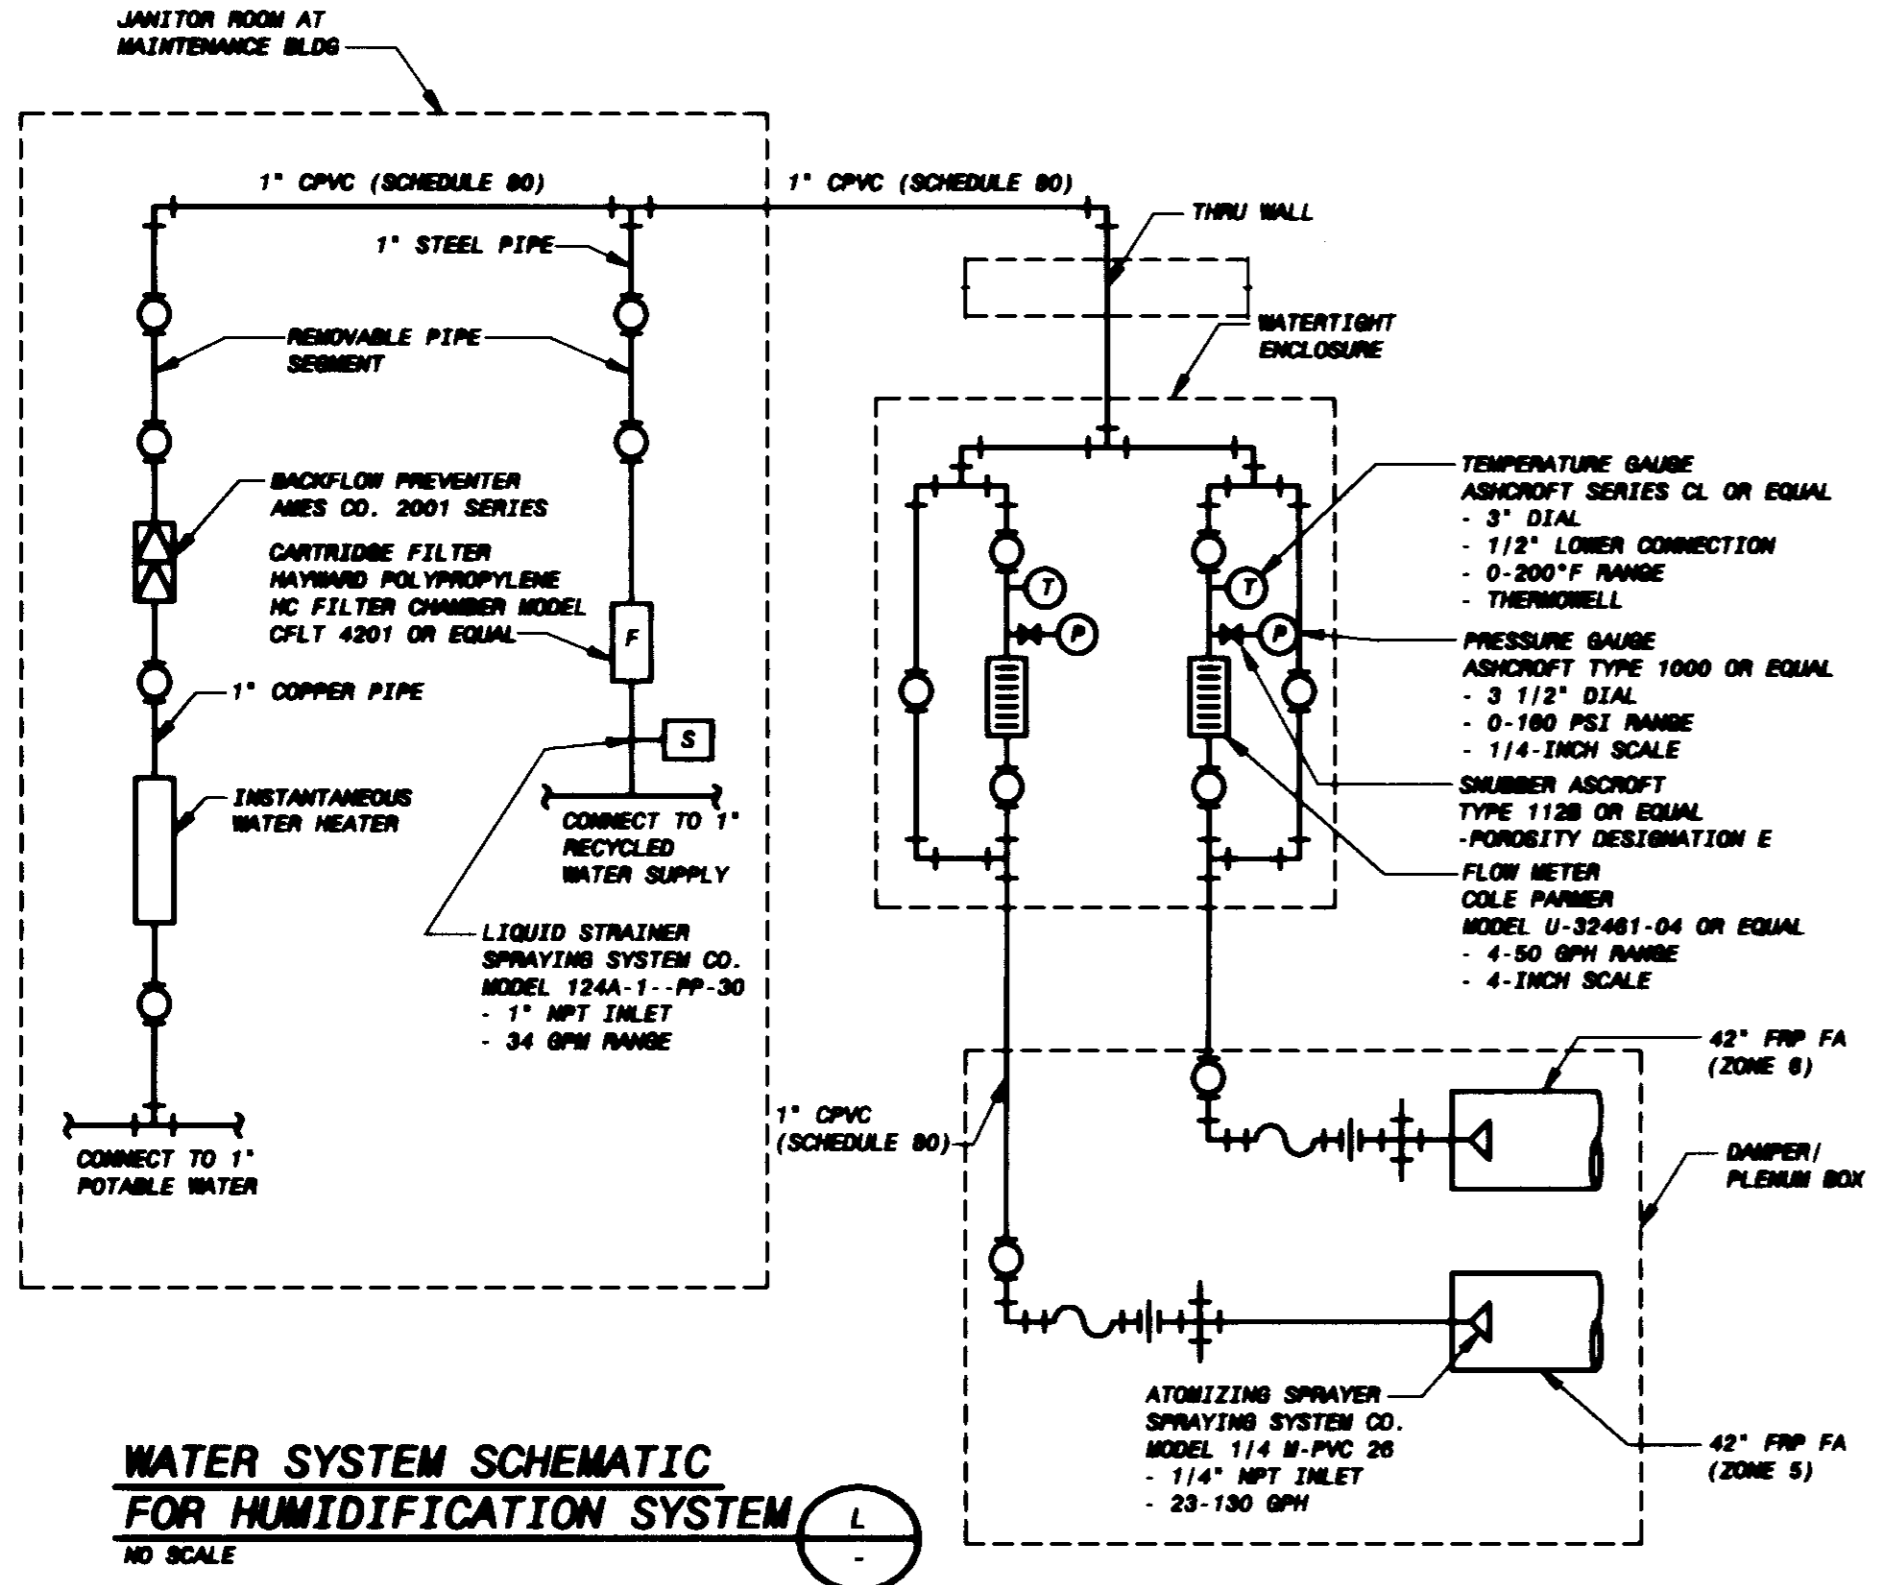 JANITOR ROOM AT
MAINTENANCE BLDG
1" CPVC (SCHEDULE 80)
1" CPVC (SCHEDULE 80)
THRU WALL
1" STEEL PIPE
REMOVABLE PIPE
SEGMENT
WATERTIGHT
ENCLOSURE
BACKFLOW PREVENTER
AMES CO. 2001 SERIES
CARTRIDGE FILTER
HAYWARD POLYPROPYLENE
HC FILTER CHAMBER MODEL
CFLT 4201 OR EQUAL
F
1" COPPER PIPE
S
INSTANTANEOUS
WATER HEATER
CONNECT TO 1"
RECYCLED
WATER SUPPLY
LIQUID STRAINER
SPRAYING SYSTEM CO.
MODEL 124A-1--PP-30
- 1" NPT INLET
- 34 GPM RANGE
CONNECT TO 1"
POTABLE WATER
T
P
T
P
TEMPERATURE GAUGE
ASHCROFT SERIES CL OR EQUAL
- 3" DIAL
- 1/2" LOWER CONNECTION
- 0-200°F RANGE
- THERMOWELL
PRESSURE GAUGE
ASHCROFT TYPE 1000 OR EQUAL
- 3 1/2" DIAL
- 0-160 PSI RANGE
- 1/4-INCH SCALE
SNUBBER ASCROFT
TYPE 112B OR EQUAL
-POROSITY DESIGNATION E
FLOW METER
COLE PARMER
MODEL U-32461-04 OR EQUAL
- 4-50 GPH RANGE
- 4-INCH SCALE
1" CPVC
(SCHEDULE 80)
42" FRP FA
(ZONE 6)
DAMPER/
PLENUM BOX
ATOMIZING SPRAYER
SPRAYING SYSTEM CO.
MODEL 1/4 M-PVC 26
- 1/4" NPT INLET
- 23-130 GPH
42" FRP FA
(ZONE 5)
WATER SYSTEM SCHEMATIC
FOR HUMIDIFICATION SYSTEM
NO SCALE
L
-